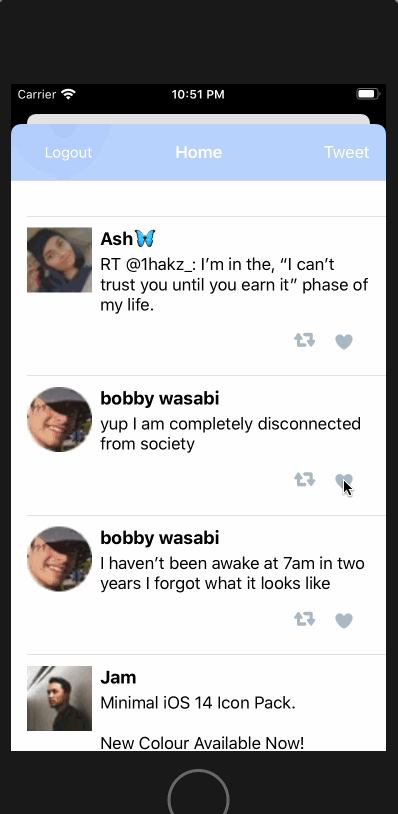 Carrier 10:51 PM
Logout Home Tweet
Ash🦋
RT @1hakz_: I’m in the, “I can’t
trust you until you earn it” phase of
my life.
bobby wasabi
yup I am completely disconnected
from society
bobby wasabi
I haven’t been awake at 7am in two
years I forgot what it looks like
Jam
Minimal iOS 14 Icon Pack.
New Colour Available Now!